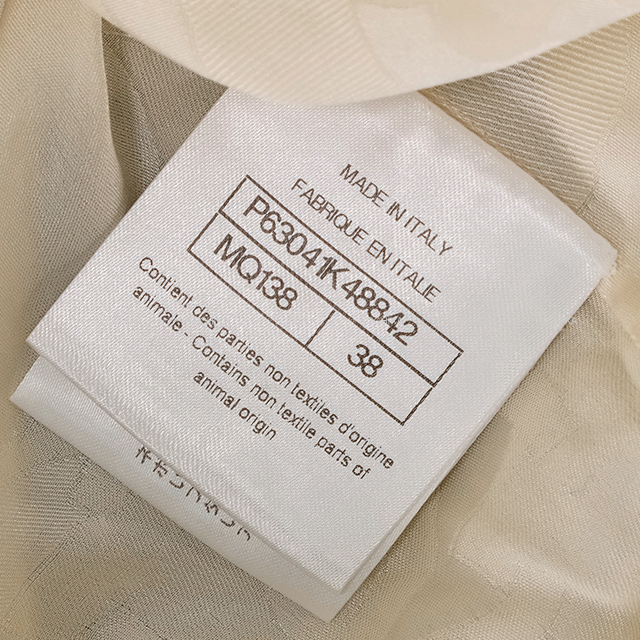 MADE IN ITALY
FABRIQUE EN ITALIE
P63041K48842
MQ138 38
Contient des parties non textiles d'origine
animale - Contains non textile parts of
animal origin